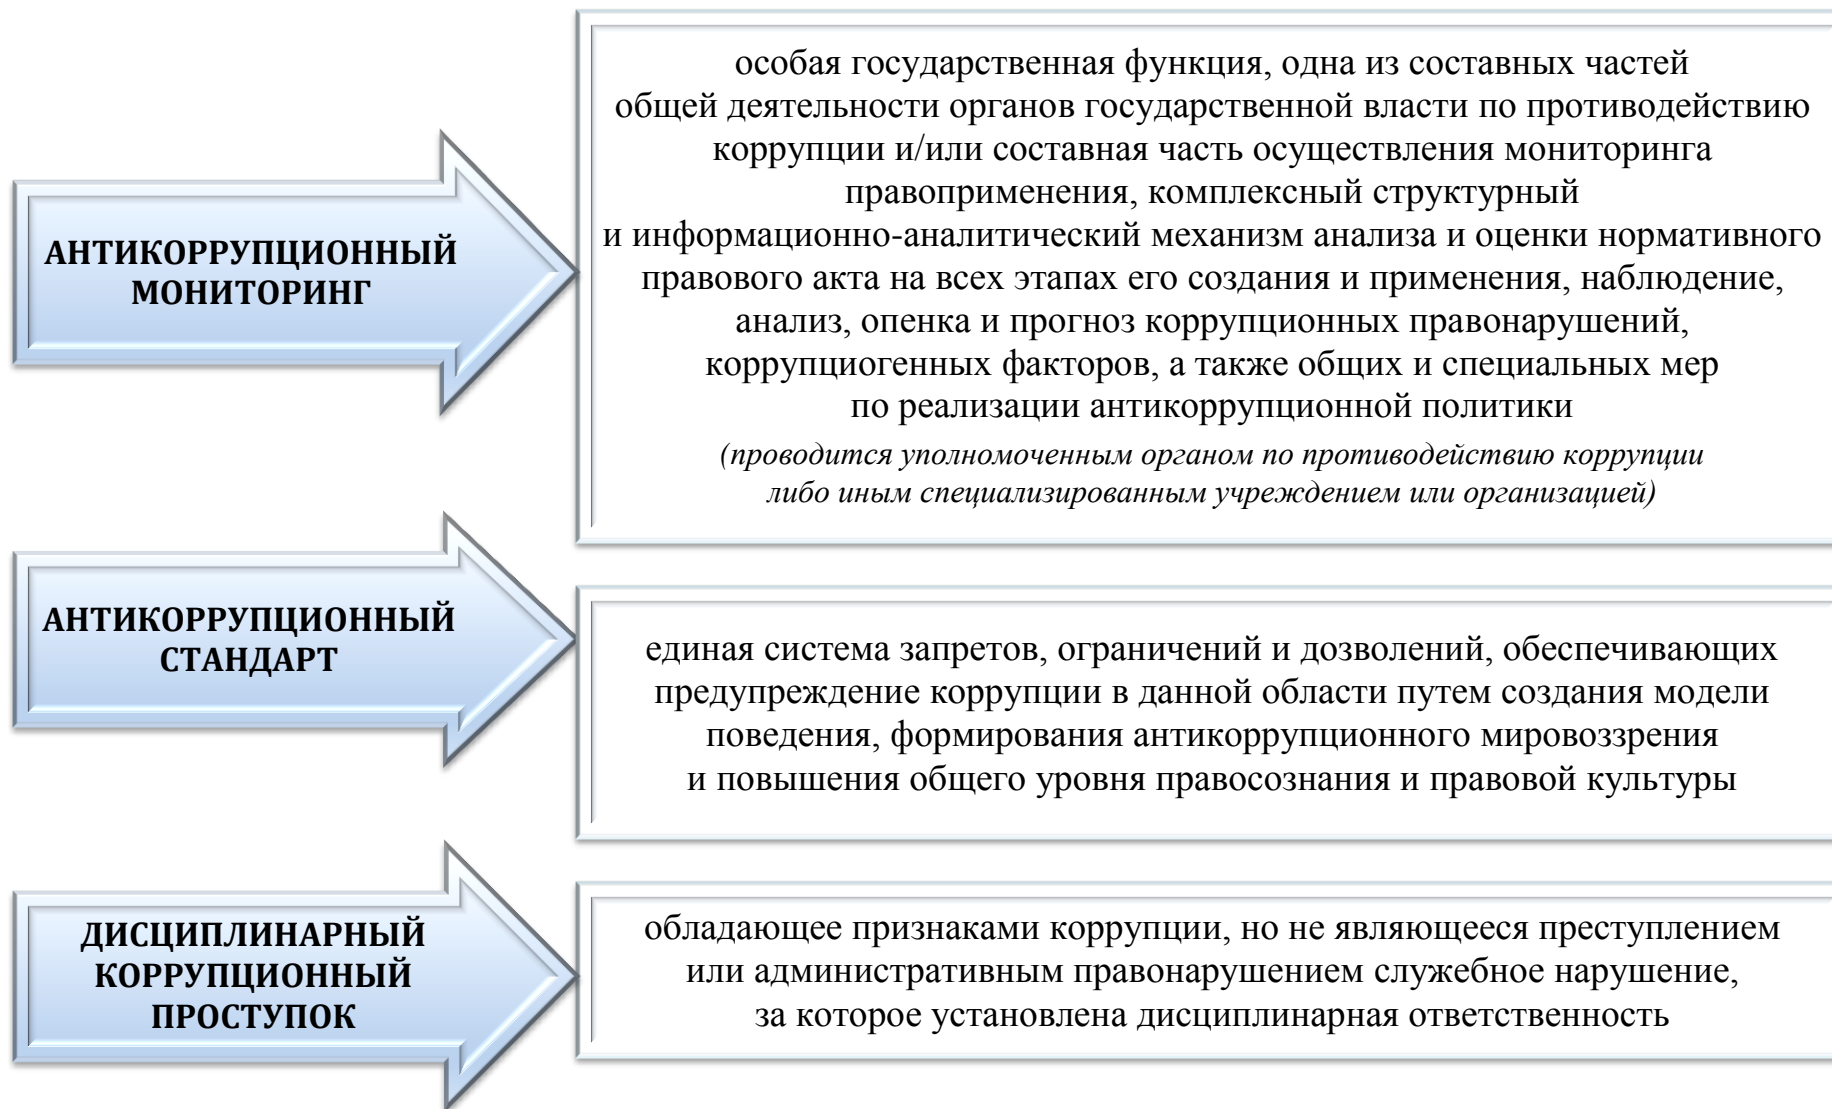 АНТИКОРРУПЦИОННЫЙ
МОНИТОРИНГ
особая государственная функция, одна из составных частей
общей деятельности органов государственной власти по противодействию
коррупции и/или составная часть осуществления мониторинга
правоприменения, комплексный структурный
и информационно-аналитический механизм анализа и оценки нормативного
правового акта на всех этапах его создания и применения, наблюдение,
анализ, опенка и прогноз коррупционных правонарушений,
коррупциогенных факторов, а также общих и специальных мер
по реализации антикоррупционной политики
(проводится уполномоченным органом по противодействию коррупции
либо иным специализированным учреждением или организацией)
АНТИКОРРУПЦИОННЫЙ
СТАНДАРТ
единая система запретов, ограничений и дозволений, обеспечивающих
предупреждение коррупции в данной области путем создания модели
поведения, формирования антикоррупционного мировоззрения
и повышения общего уровня правосознания и правовой культуры
ДИСЦИПЛИНАРНЫЙ
КОРРУПЦИОННЫЙ
ПРОСТУПОК
обладающее признаками коррупции, но не являющееся преступлением
или административным правонарушением служебное нарушение,
за которое установлена дисциплинарная ответственность